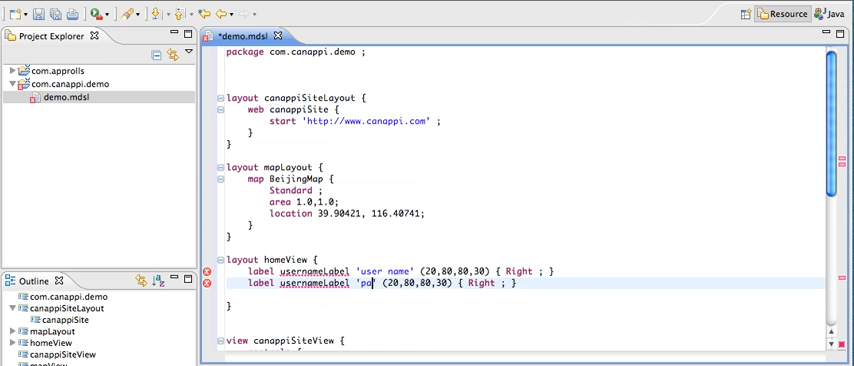 Resource
Java
Project Explorer
com.approlls
com.canappi.demo
demo.mdsl
*demo.mdsl
package com.canappi.demo ;
layout canappiSiteLayout {
web canappiSite {
start 'http://www.canappi.com' ;
}
}
layout mapLayout {
map BeijingMap {
Standard ;
area 1.0,1.0;
location 39.90421, 116.40741;
}
}
layout homeView {
label usernameLabel 'user name' (20,80,80,30) { Right ; }
label usernameLabel 'pa' (20,80,80,30) { Right ; }
}
view canappiSiteView {
Outline
com.canappi.demo
canappiSiteLayout
canappiSite
mapLayout
homeView
canappiSiteView